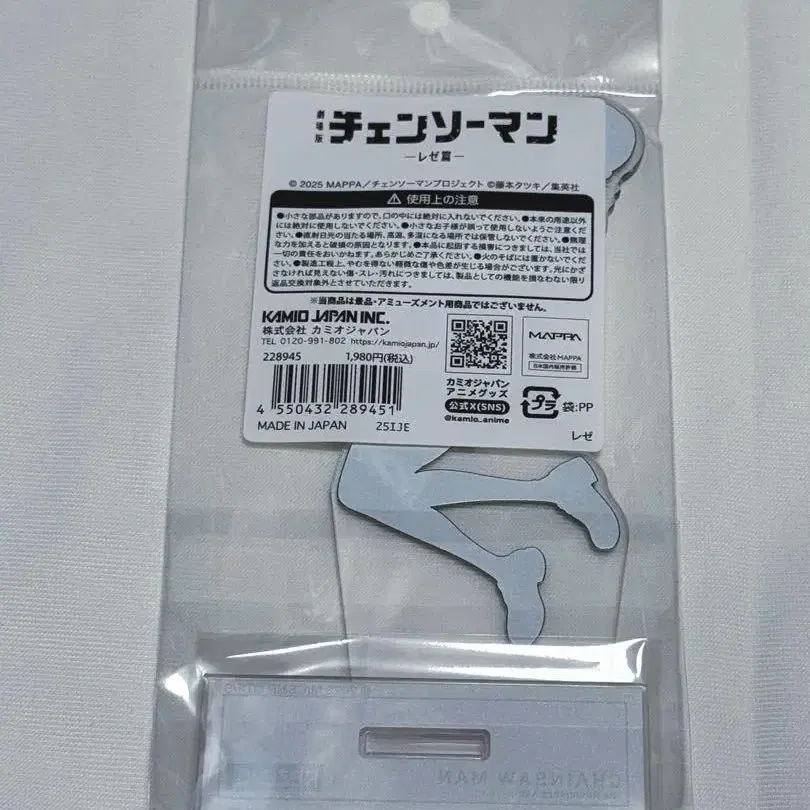 劇場版 チェンソーマン
―レゼ篇―
© 2025 MAPPA/チェンソーマンプロジェクト ©藤本タツキ/集英社
⚠ 使用上の注意
●小さな部品がありますので、口の中には絶対に入れないでください。●本来の用途以外
には絶対に使用しないでください。●小さなお子様が誤って使用しないようご注意くださ
い。●直射日光の当たる場所、高温、多湿になる場所では保管しないでください。●無理
な力を加えると破損の原因となります。●本品に起因する損害につきましては、当社では
一切の責任をおいかねます。あらかじめご了承ください。●火のそばには置かないでくだ
さい。●製造工程上、やむを得ない軽微な傷や色差が生じる場合がございます。光にかざ
さなければ見えない傷・スレ・汚れにつきましては、製品としての機能を損なわない限り
返品交換対象外とさせていただきます。
※当商品は景品・アミューズメント用商品ではございません。
KAMIO JAPAN INC.
株式会社 カミオジャパン
TEL 0120-991-802 https://kamiojapan.jp/
228945 1,980円(税込)
4 550432 289451
MADE IN JAPAN ZSIJE
カミオジャパン
アニメグッズ
公式X(SNS)
@kamio_anime
MAPPA
株式会社MAPPA
日本国内販売許諾
プラ 袋:PP
レゼ
CHAINSAW MAN